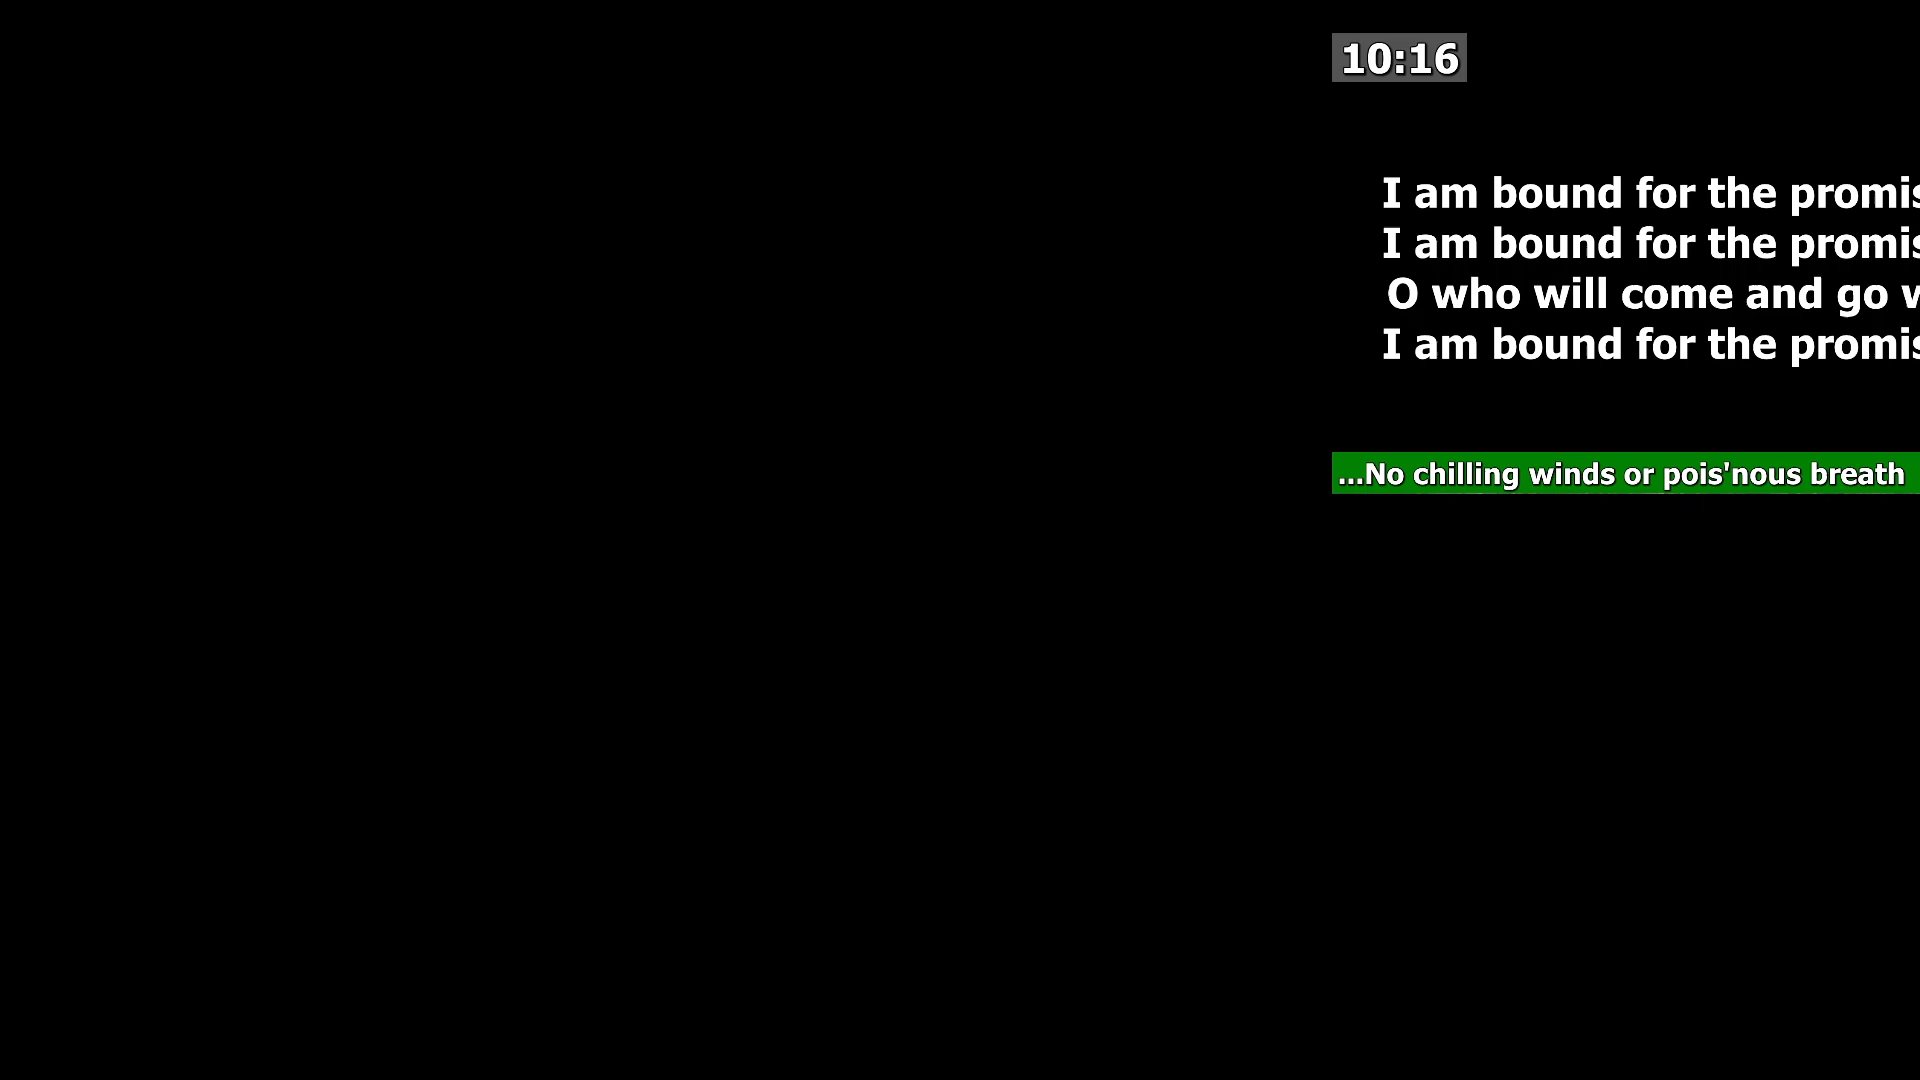 10:16
I am bound for the promis
I am bound for the promis
O who will come and go
I am bound for the promis
...No chilling winds or pois'nous breath